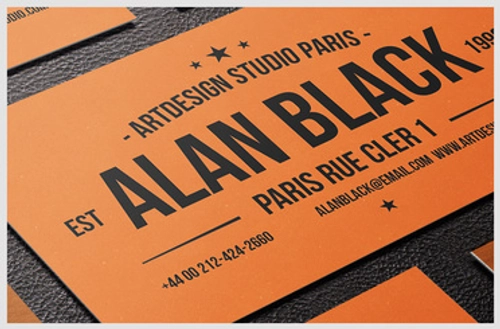 - ARTDESIGN STUDIO PARIS -
EST ALAN BLACK
PARIS RUE CLER 1
+44 00 212-424-2660
ALANBLACK@EMAIL.COM